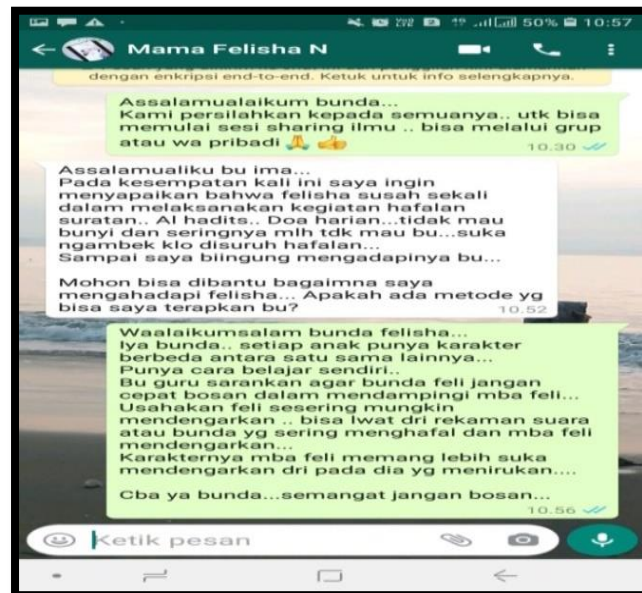 50% 10:57
Mama Felisha N
dengan enkripsi end-to-end. Ketuk untuk info selengkapnya.
Assalamualaikum bunda...
Kami persilahkan kepada semuanya.. utk bisa
memulai sesi sharing ilmu .. bisa melalui grup
atau wa pribadi 🙏 👍
10.30
Assalamualiku bu ima...
Pada kesempatan kali ini saya ingin
menyapaikan bahwa felisha susah sekali
dalam melaksanakan kegiatan hafalan
suratan.. Al hadits.. Doa harian...tidak mau
bunyi dan seringnya mlh tdk mau bu...suka
ngambek klo disuruh hafalan...
Sampai saya biingung mengadapinya bu...
Mohon bisa dibantu bagaimna saya
mengahadapi felisha... Apakah ada metode yg
bisa saya terapkan bu?
10.52
Waalaikumsalam bunda felisha...
Iya bunda.. setiap anak punya karakter
berbeda antara satu sama lainnya...
Punya cara belajar sendiri..
Bu guru sarankan agar bunda feli jangan
cepat bosan dalam mendampingi mba feli...
Usahakan feli sesering mungkin
mendengarkan .. bisa lwat dri rekaman suara
atau bunda yg sering menghafal dan mba feli
mendengarkan...
Karakternya mba feli memang lebih suka
mendengarkan dri pada dia yg menirukan....
Cba ya bunda...semangat jangan bosan...
10.56
Ketik pesan